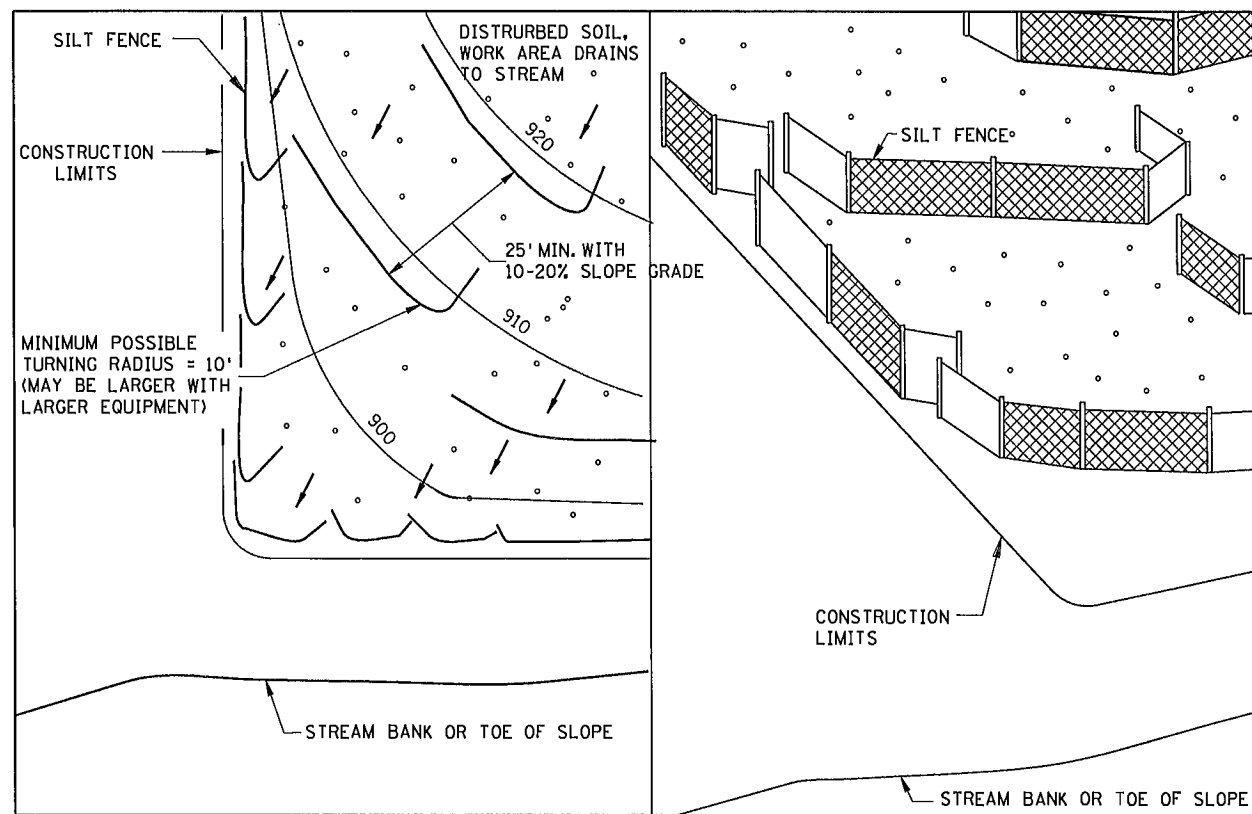 SILT FENCE
DISTRURBED SOIL,
WORK AREA DRAINS
TO STREAM
CONSTRUCTION
LIMITS
920
25' MIN. WITH
10-20% SLOPE GRADE
910
MINIMUM POSSIBLE
TURNING RADIUS = 10'
(MAY BE LARGER WITH
LARGER EQUIPMENT)
900
STREAM BANK OR TOE OF SLOPE
SILT FENCE
CONSTRUCTION
LIMITS
STREAM BANK OR TOE OF SLOPE